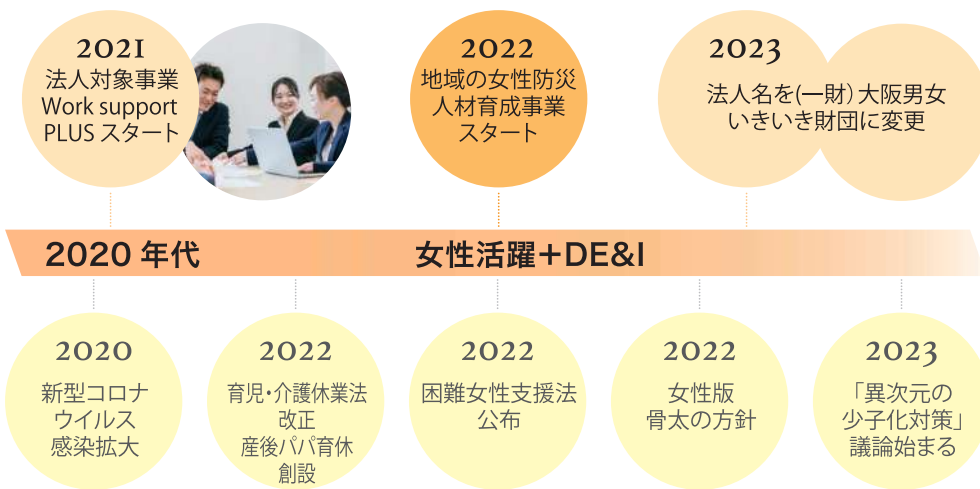 2021
法人対象事業
Work support
PLUS スタート
2022
地域の女性防災
人材育成事業
スタート
2023
法人名を(一財)大阪男女
いきいき財団に変更
2020 年代
女性活躍+DE&I
2020
新型コロナ
ウイルス
感染拡大
2022
育児・介護休業法
改正
産後パパ育休
創設
2022
困難女性支援法
公布
2022
女性版
骨太の方針
2023
「異次元の
少子化対策」
議論始まる